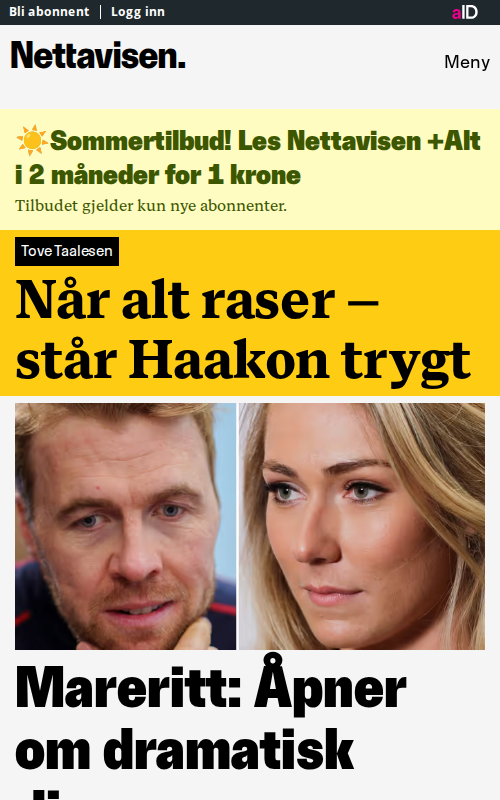 Bli abonnent | Logg inn
aID
Nettavisen.
Meny
☀️Sommertilbud! Les Nettavisen +Alt
i 2 måneder for 1 krone
Tilbudet gjelder kun nye abonnenter.
Tove Taalesen
Når alt raser –
står Haakon trygt
Mareritt: Åpner
om dramatisk